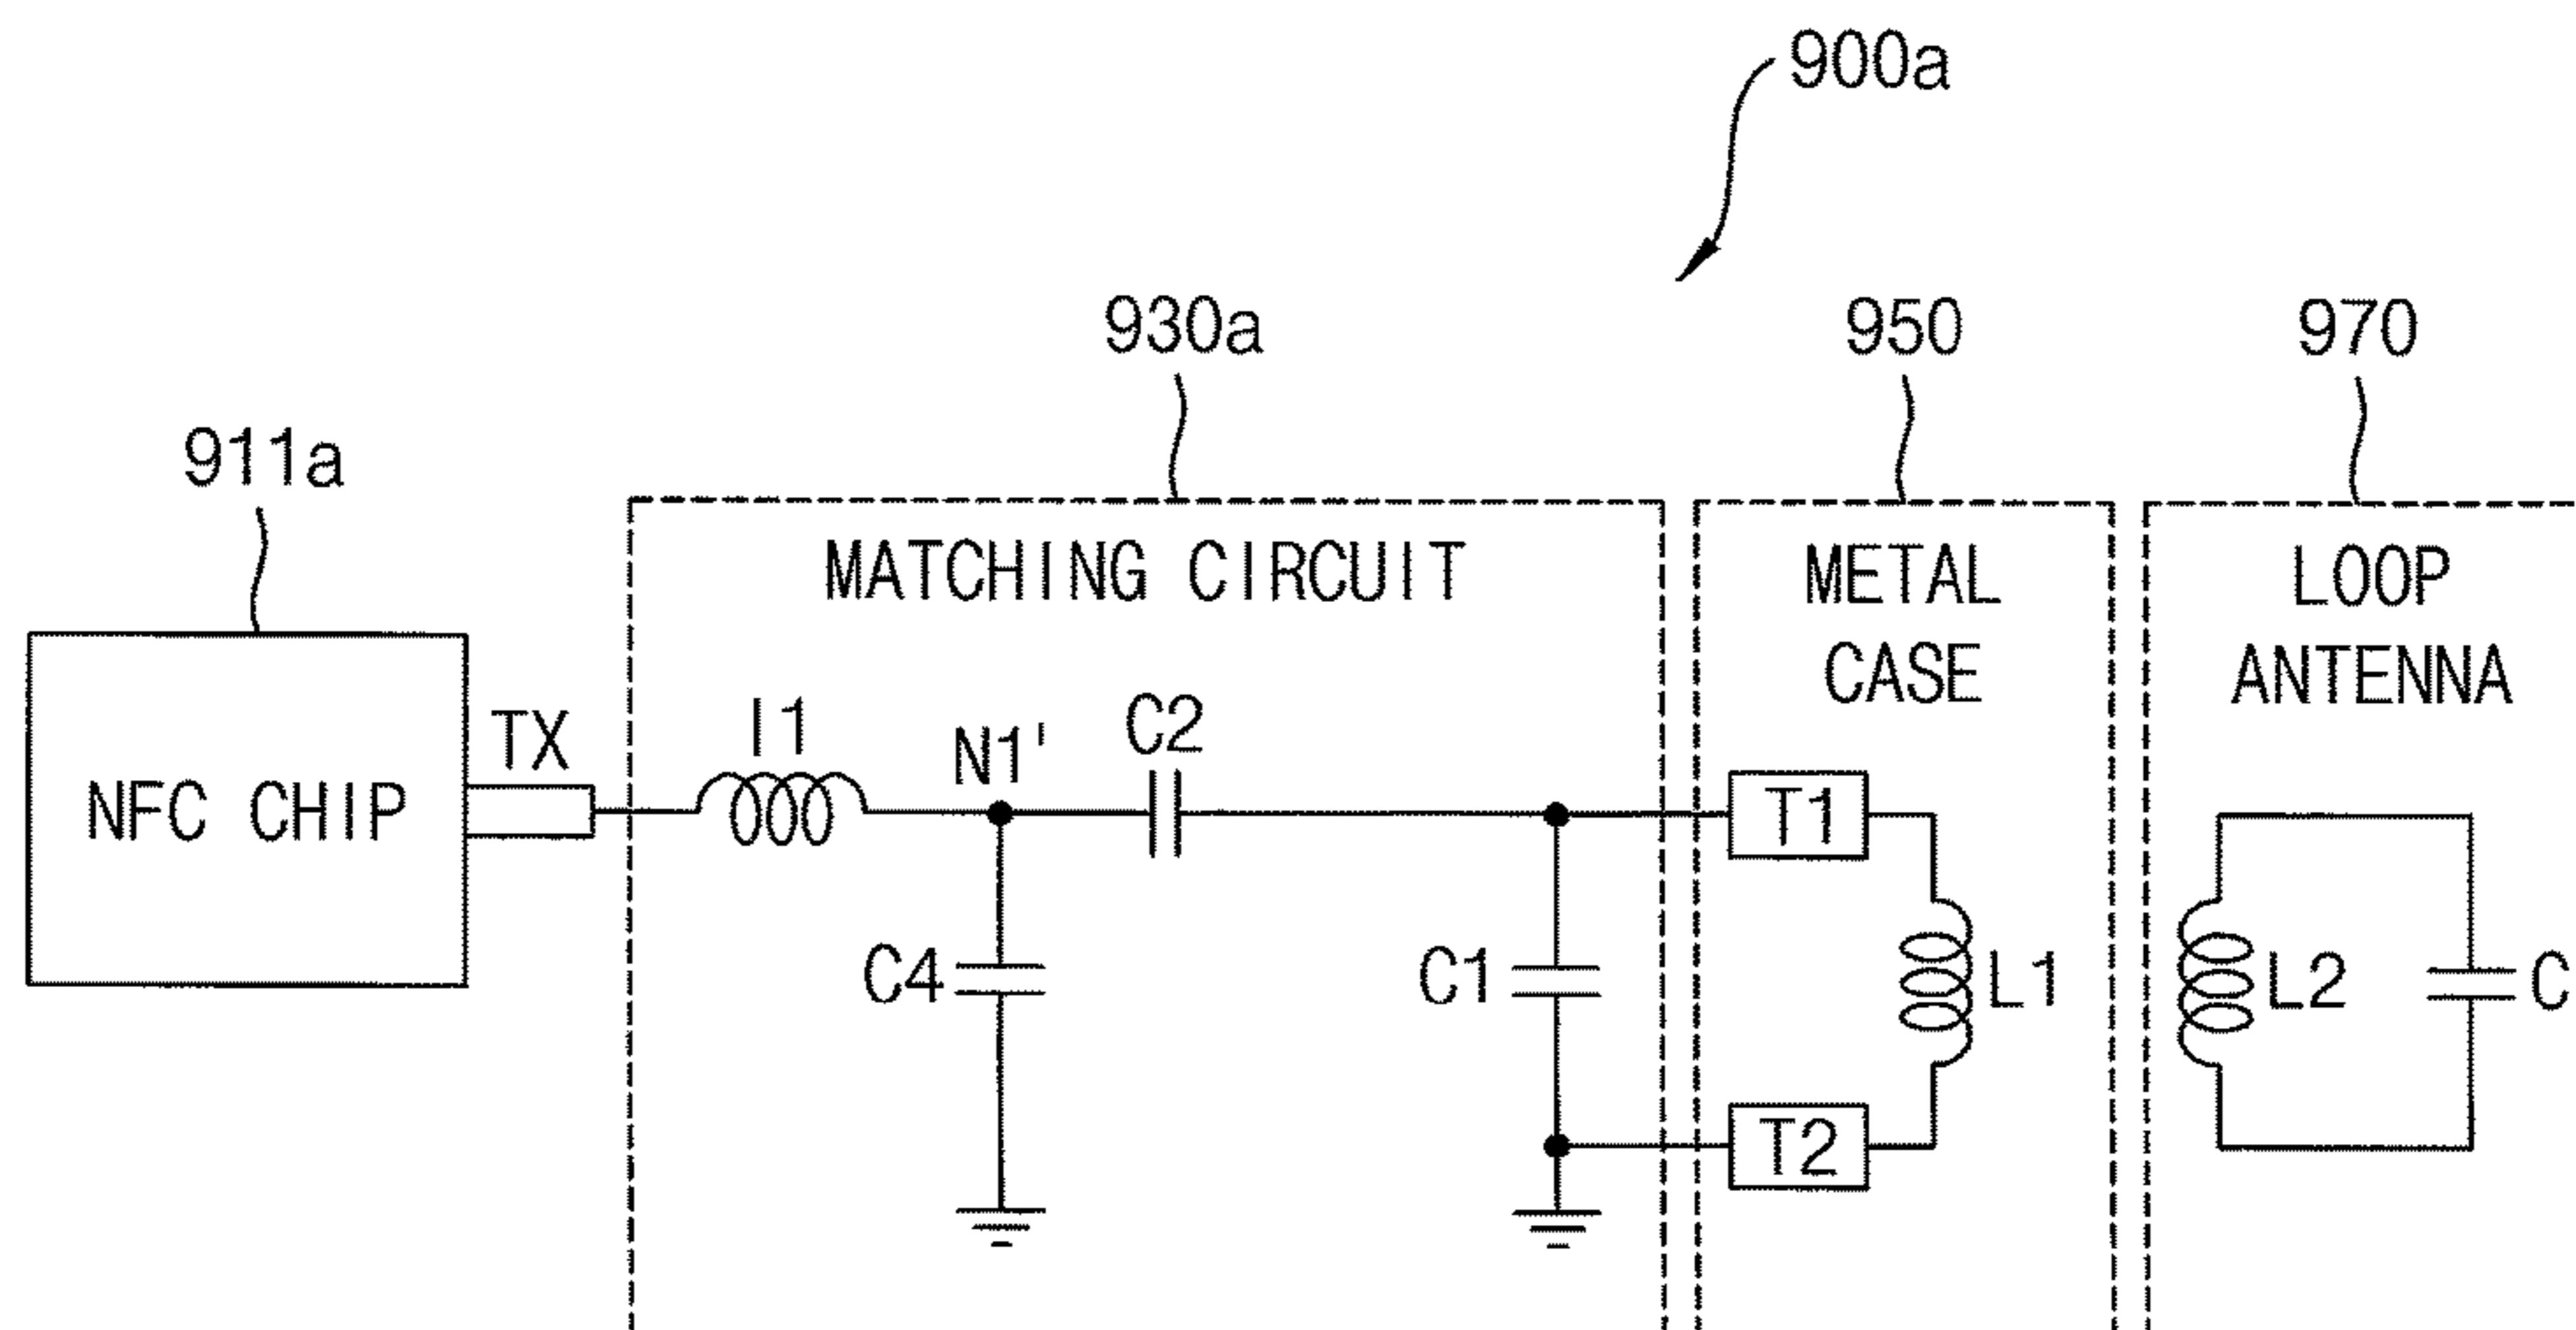 900a
930a
950
970
911a
MATCHING CIRCUIT
METAL
CASE
LOOP
ANTENNA
NFC CHIP
TX
I1
N1'
C2
C4
C1
T1
T2
L1
L2
C